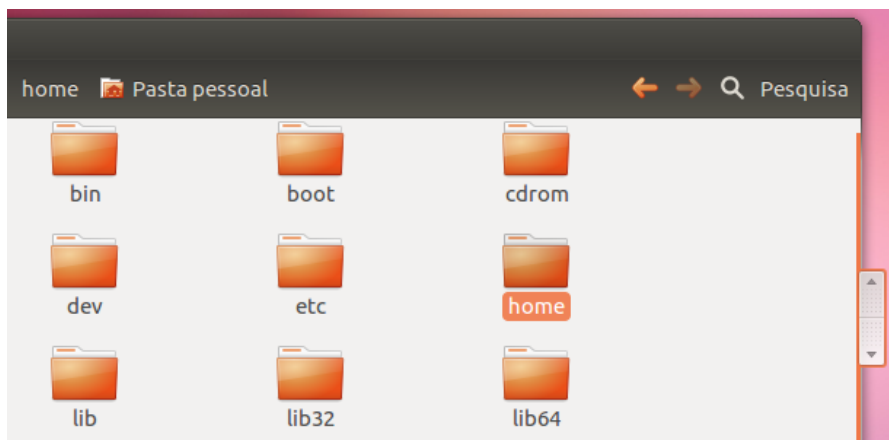 home Pasta pessoal Pesquisa
bin boot cdrom
dev etc home
lib lib32 lib64